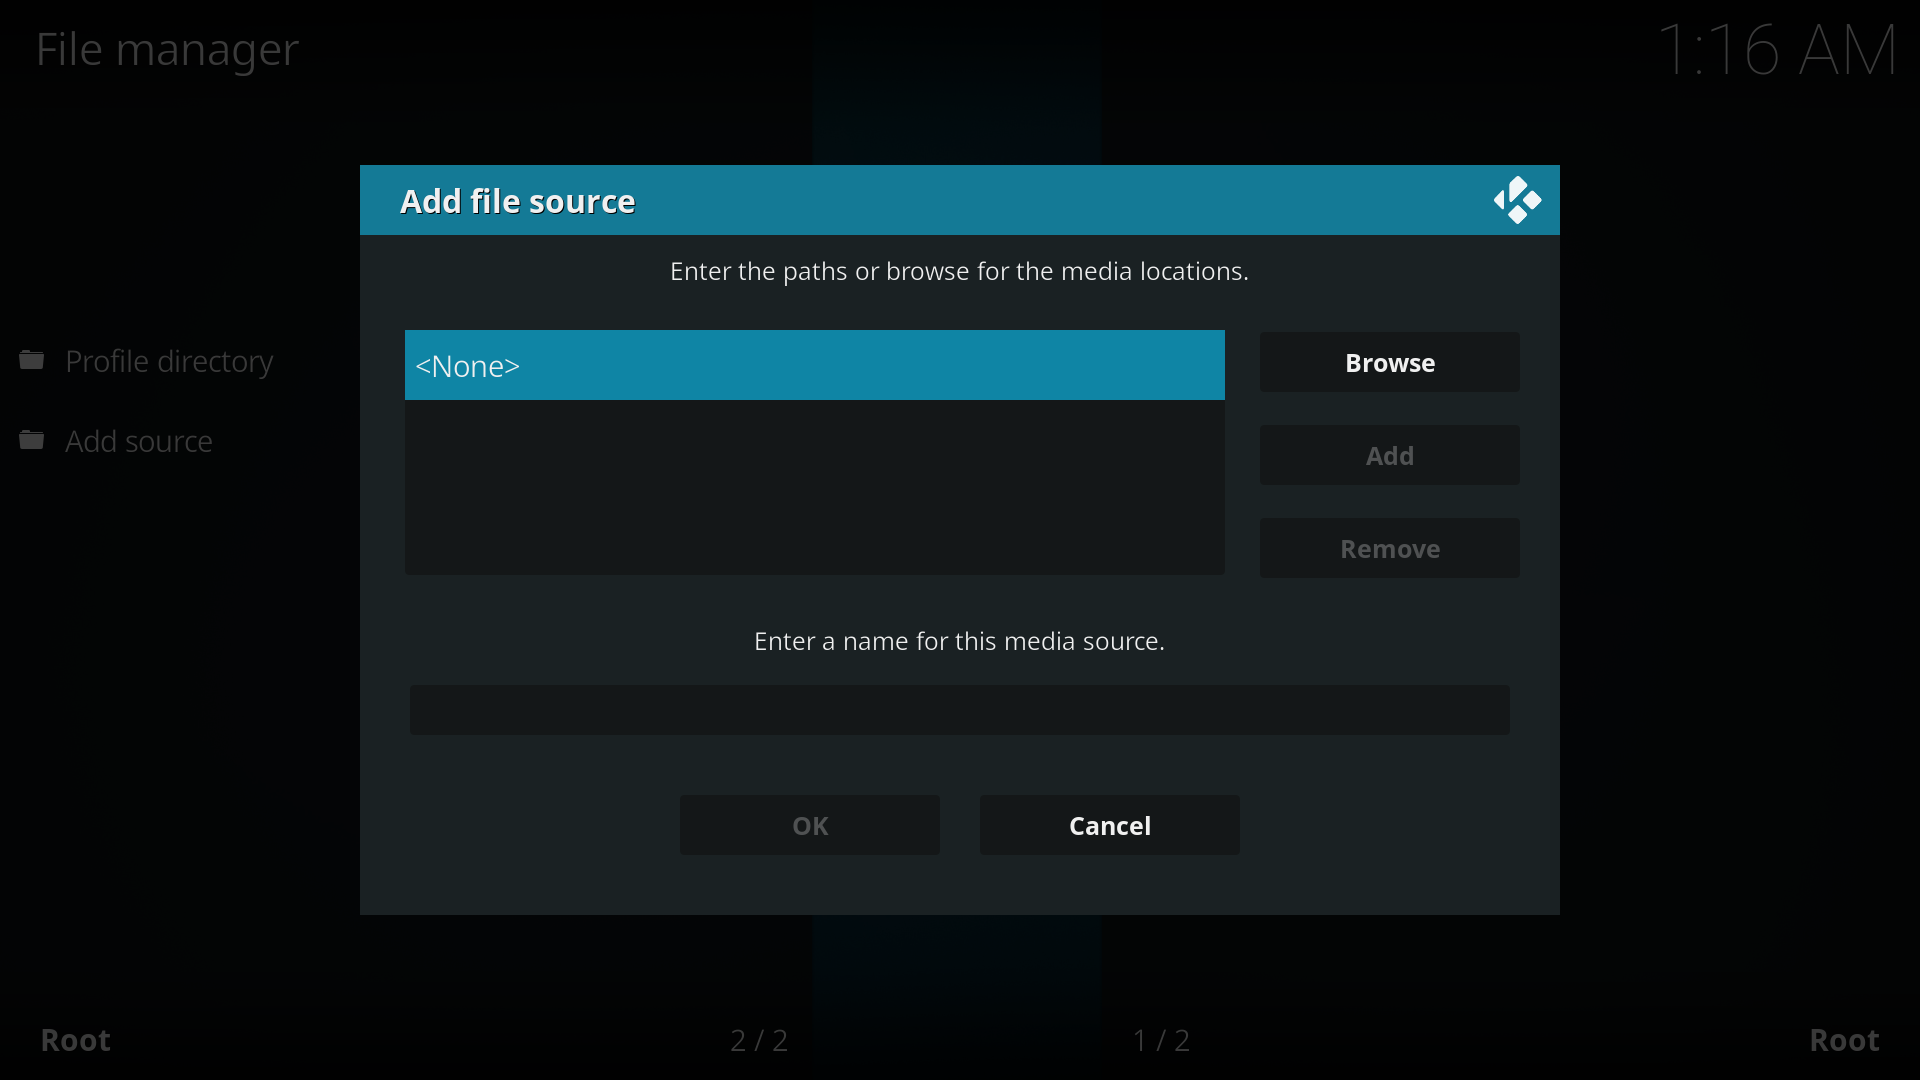 File manager
1:16 AM
Add file source
Enter the paths or browse for the media locations.
<None>
Browse
Profile directory
Add
Add source
Remove
Enter a name for this media source.
OK
Cancel
Root
2 / 2
1 / 2
Root